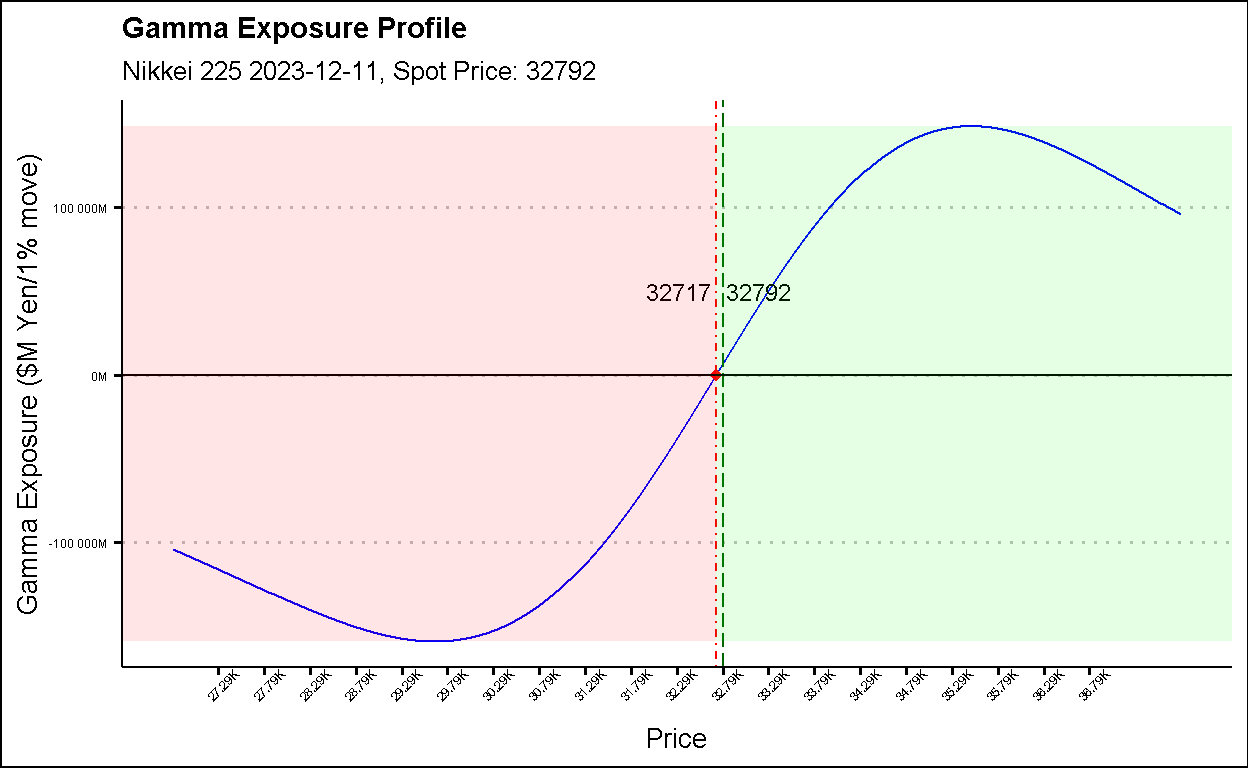 Gamma Exposure Profile
Nikkei 225 2023-12-11, Spot Price: 32792
Gamma Exposure ($M Yen/1% move)
100 000M
0M
-100 000M
32717
32792
27.29K
27.79K
28.29K
28.79K
29.29K
29.79K
30.29K
30.79K
31.29K
31.79K
32.29K
32.79K
33.29K
33.79K
34.29K
34.79K
35.29K
35.79K
36.29K
36.79K
Price